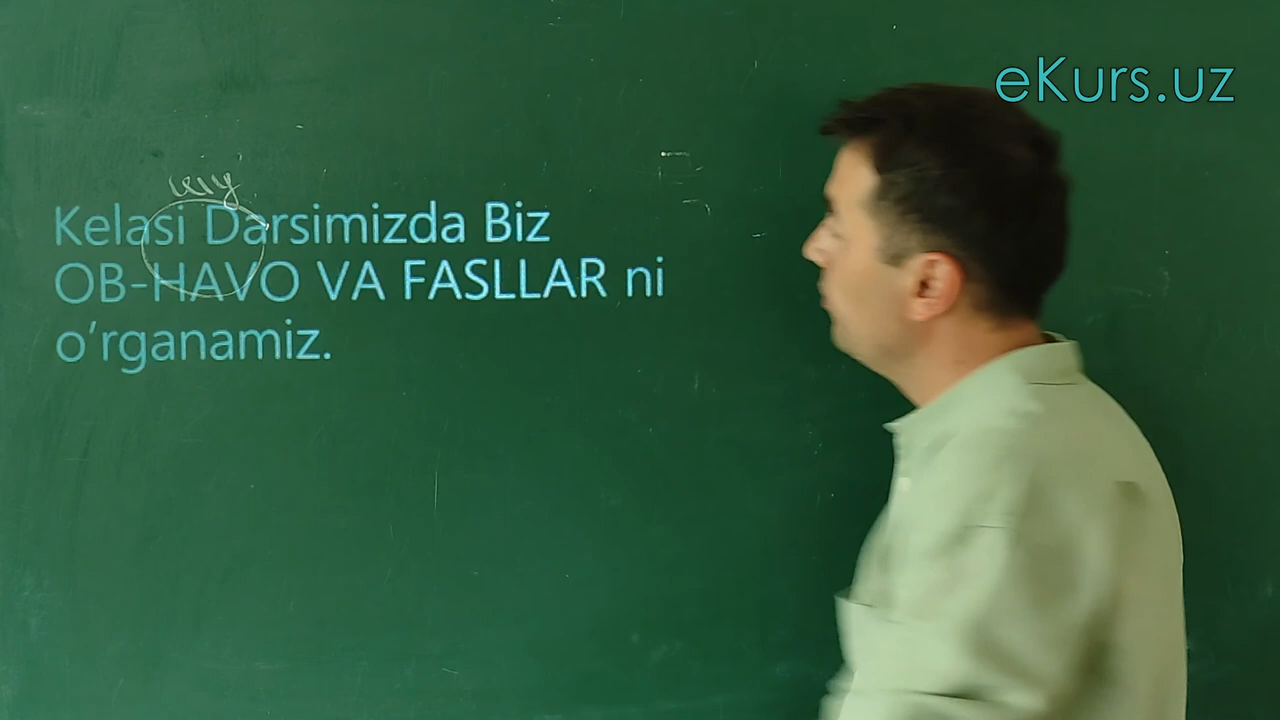 eKurs.uz
Kelasi Darsimizda Biz
OB-HAVO VA FASLLAR ni
o‘rganamiz.